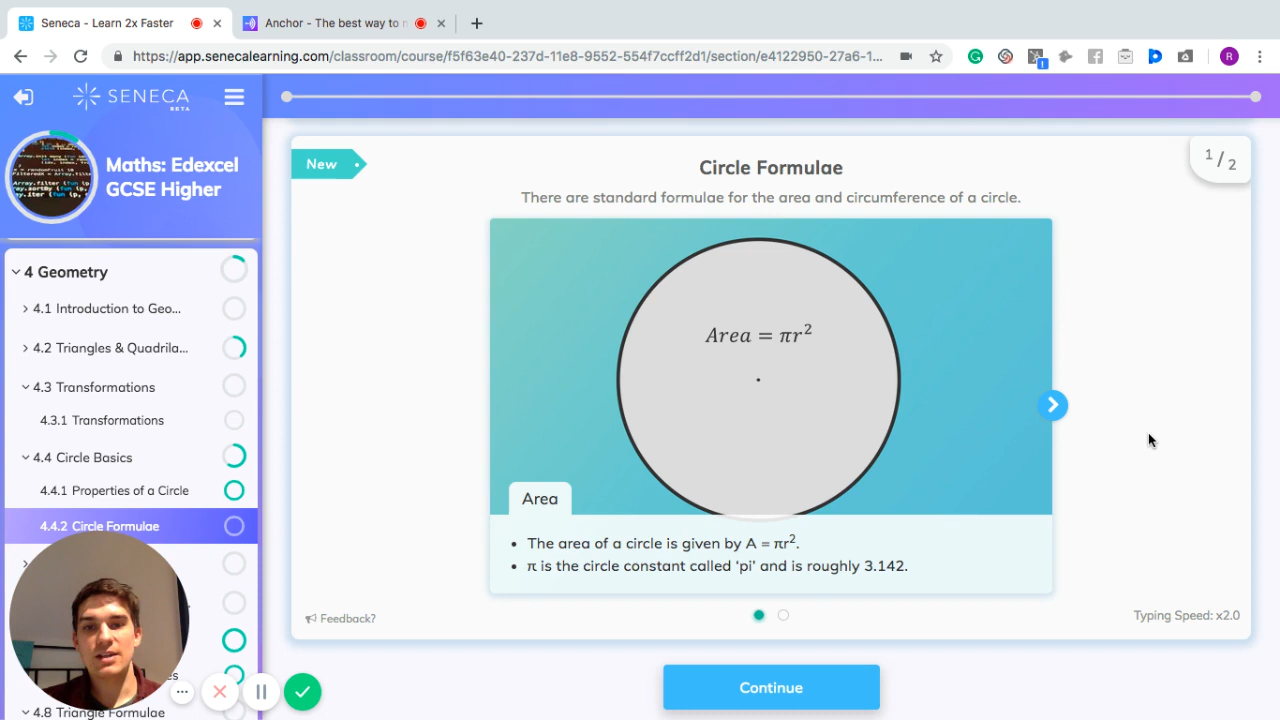 Seneca - Learn 2x Faster
Anchor - The best way to
https://app.senecalearning.com/classroom/course/f5f63e40-237d-11e8-9552-554f7ccff2d1/section/e4122950-27a6-1...
R
SENECA
BETA
Maths: Edexcel
GCSE Higher
4 Geometry
4.1 Introduction to Geo...
4.2 Triangles & Quadrila...
4.3 Transformations
4.3.1 Transformations
4.4 Circle Basics
4.4.1 Properties of a Circle
4.4.2 Circle Formulae
4.8 Triangle Formulae
New
1/2
Circle Formulae
There are standard formulae for the area and circumference of a circle.
Area = πr²
Area
• The area of a circle is given by A = πr².
• π is the circle constant called ‘pi’ and is roughly 3.142.
Feedback?
Typing Speed: x2.0
Continue